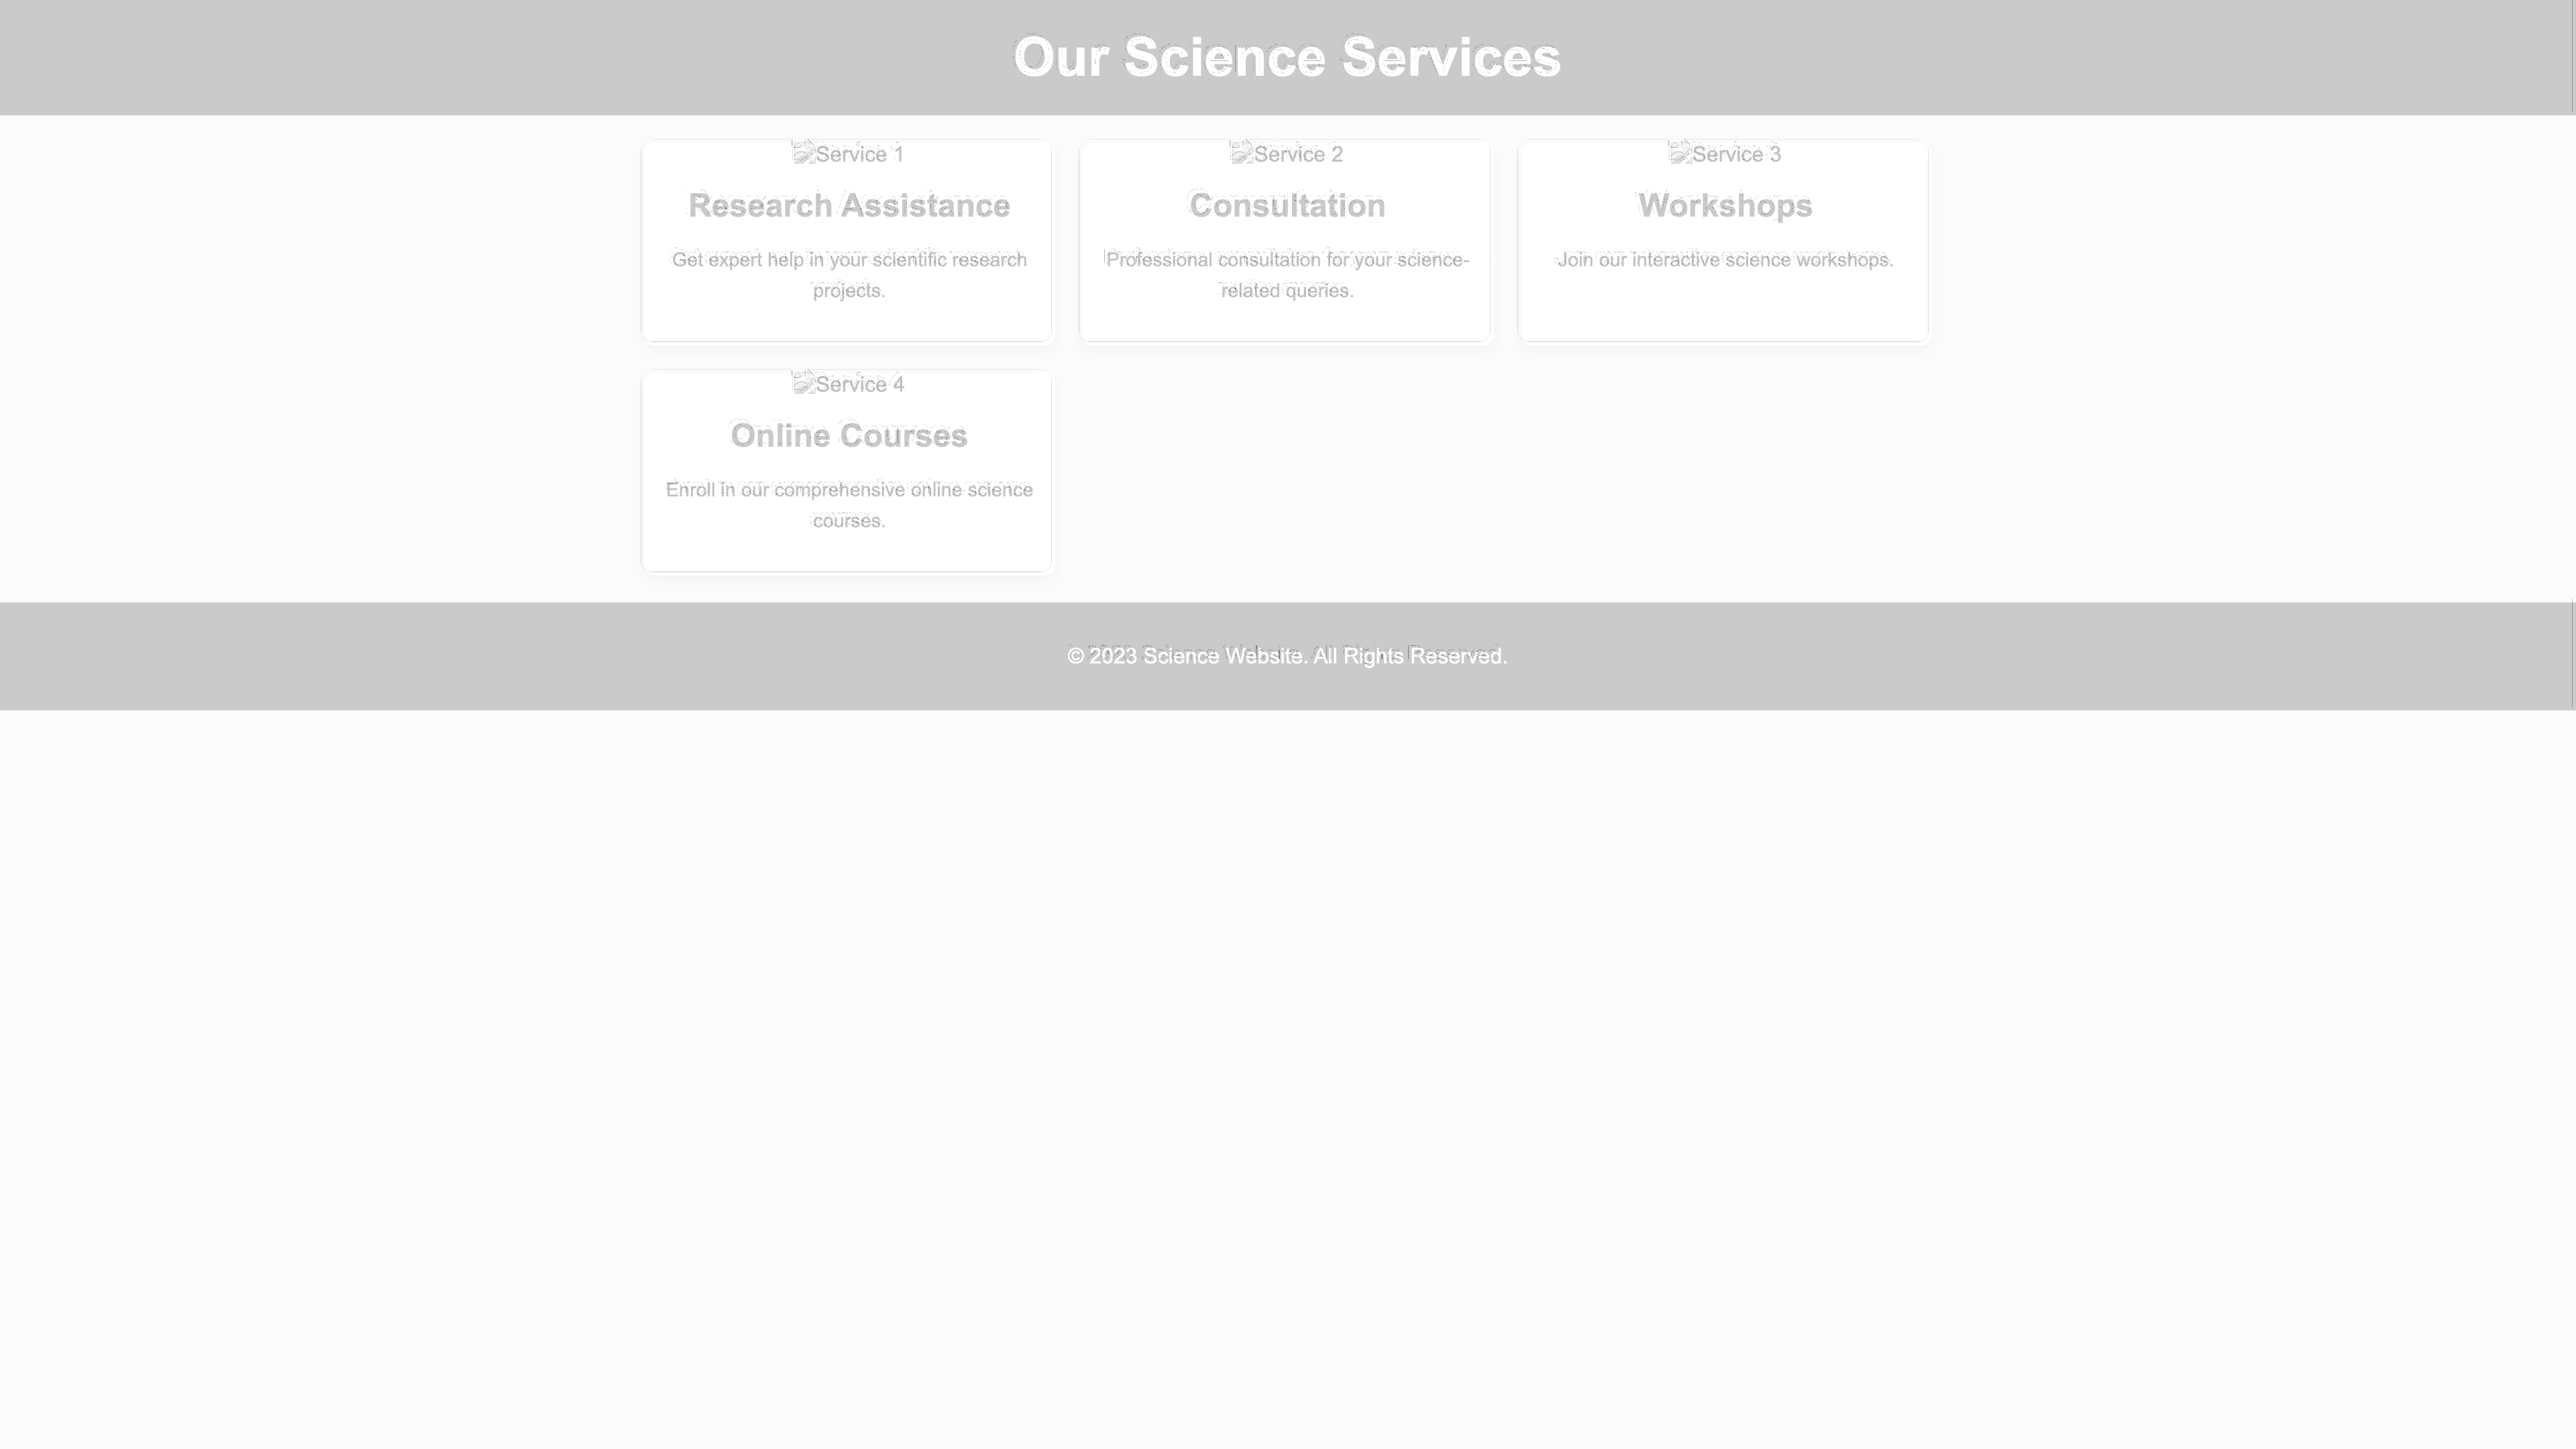 Our Science Services
Service 1
Research Assistance
Get expert help in your scientific research
projects.
Service 2
Consultation
Professional consultation for your science-
related queries.
Service 3
Workshops
Join our interactive science workshops.
Service 4
Online Courses
Enroll in our comprehensive online science
courses.
© 2023 Science Website. All Rights Reserved.